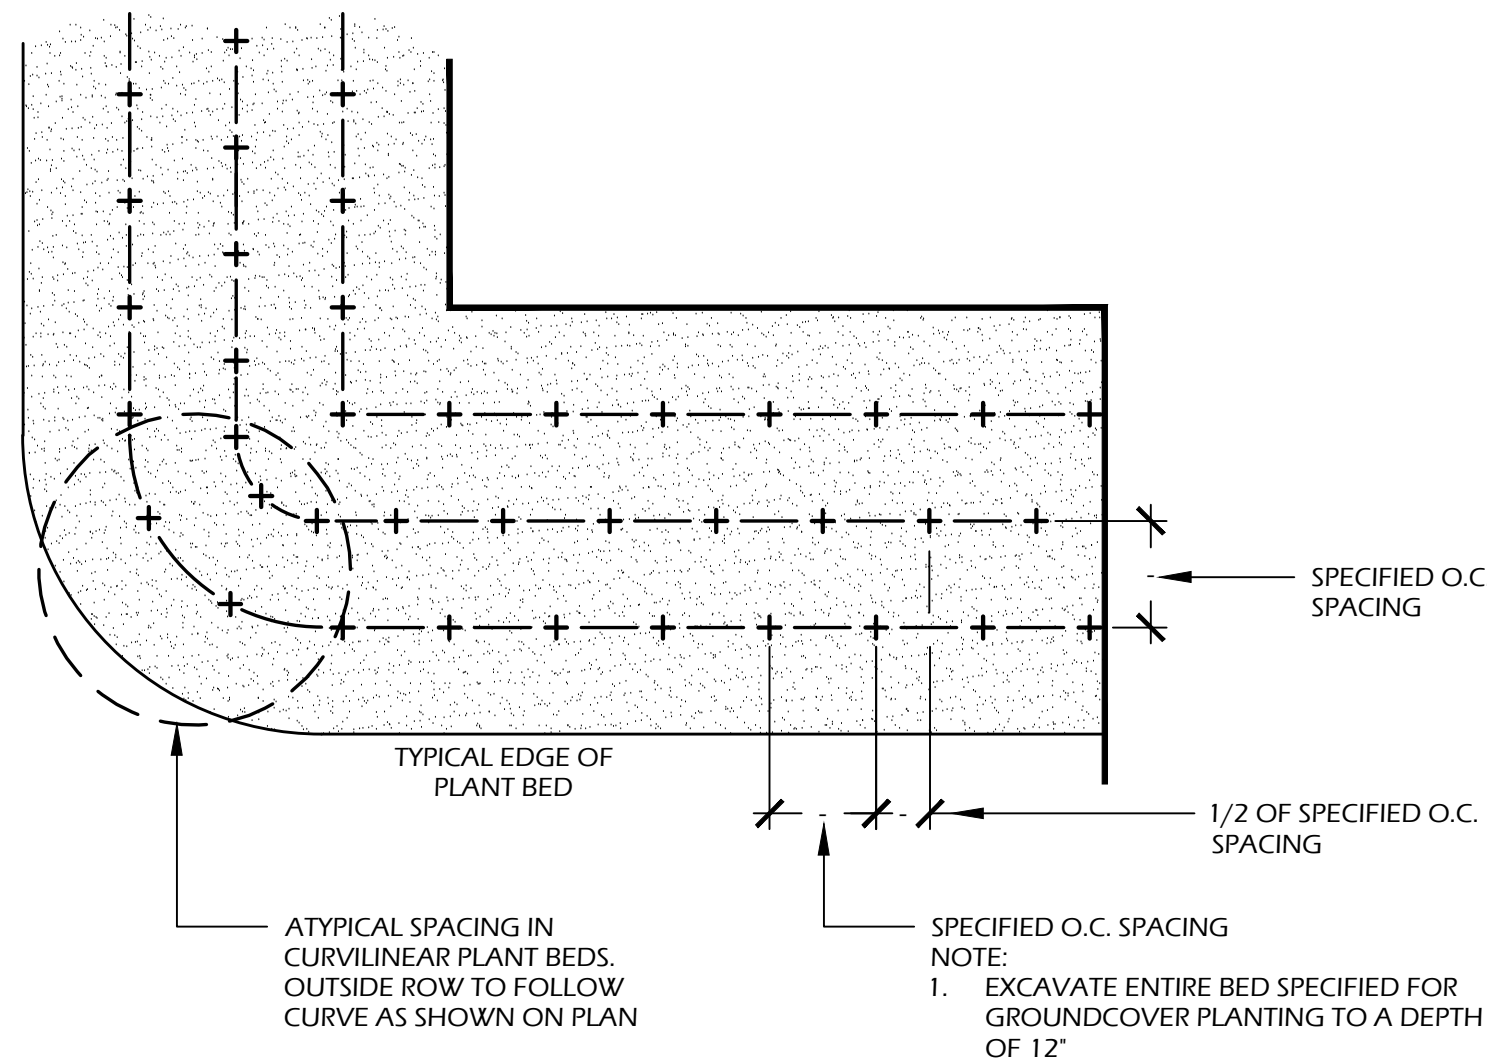 SPECIFIED O.C
SPACING
TYPICAL EDGE OF
PLANT BED
1/2 OF SPECIFIED O.C.
SPACING
ATYPICAL SPACING IN
CURVILINEAR PLANT BEDS.
OUTSIDE ROW TO FOLLOW
CURVE AS SHOWN ON PLAN
SPECIFIED O.C. SPACING
NOTE:
1. EXCAVATE ENTIRE BED SPECIFIED FOR
GROUNDCOVER PLANTING TO A DEPTH
OF 12"